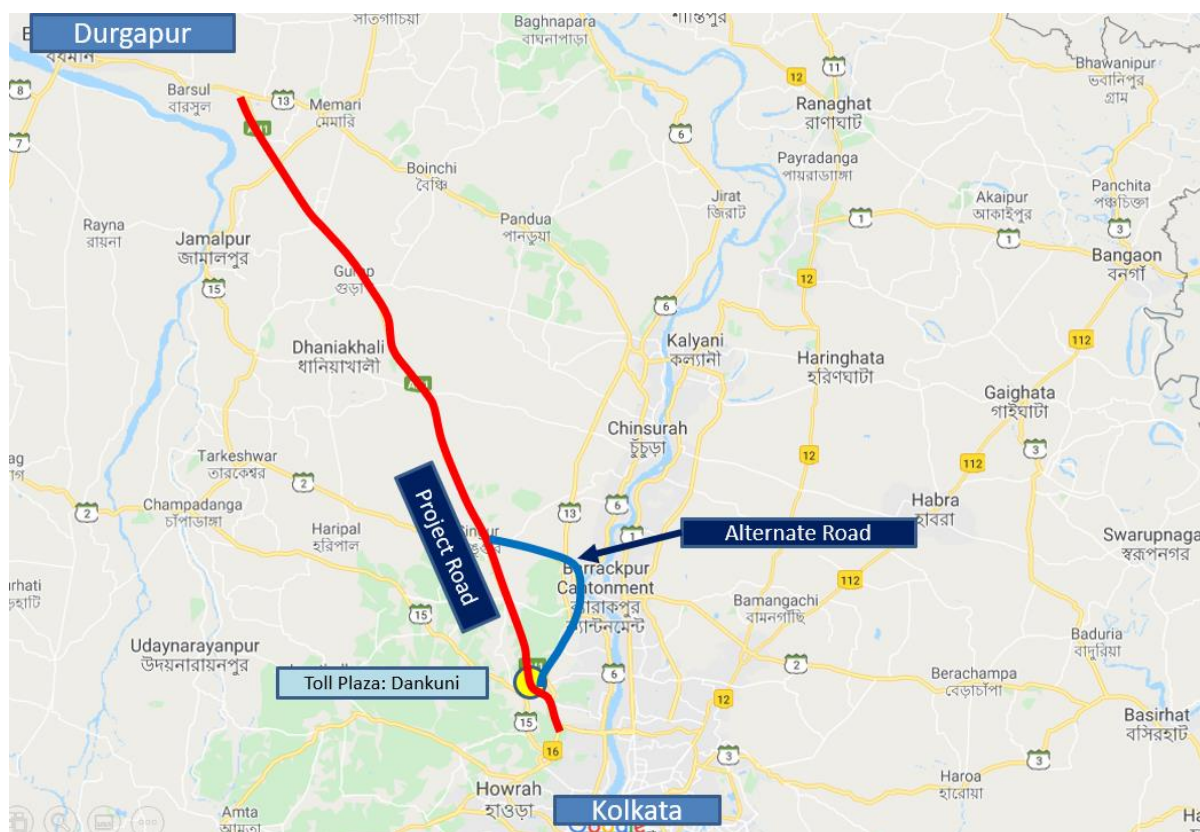 Durgapur
Baghnapara
বাঘনাপাড়া
12
11
Bhawanipur
ভবানিপুর
গ্রাম
8
Barsul
বারসুল
13
Memari
মেমারি
Ranaghat
রাণাঘাট
6
7
Boinchi
বৈঞ্চি
Payradanga
পায়রাডাঙ্গা
Jirat
জিরাট
Akaipur
আকাইপুর
Panchita
পঞ্চচিতা
Rayna
রায়না
Pandua
পানডুয়া
1
1
3
Jamalpur
জামালপুর
Bangaon
বনগাঁ
12
15
গুড়া
6
Kalyani
কল্যাণী
112
Dhaniakhali
ধানিয়াখালী
Haringhata
হরিণঘাটা
Gaighata
গাইঘাটা
Chinsurah
চুঁচুড়া
3
Tarkeshwar
তারকেশ্বর
12
112
2
Champadanga
চাঁপাডাঙ্গা
2
Project Road
13
6
Habra
হাবরা
Haripal
হরিপাল
1
Alternate Road
Swarupnaga
স্বরূপনগর
Barrackpur
Cantonment
ব্যারাকপুর
112
15
Bamangachi
বামনগাছি
Udaynarayanpur
উদয়নারায়নপুর
Baduria
বাদুরিয়া
Toll Plaza: Dankuni
6
2
Berachampa
বেড়াচাঁপা
15
12
Basirhat
বসিরহাট
16
3
Howrah
হাওড়া
Haroa
হারোয়া
3
Amta
Kolkata